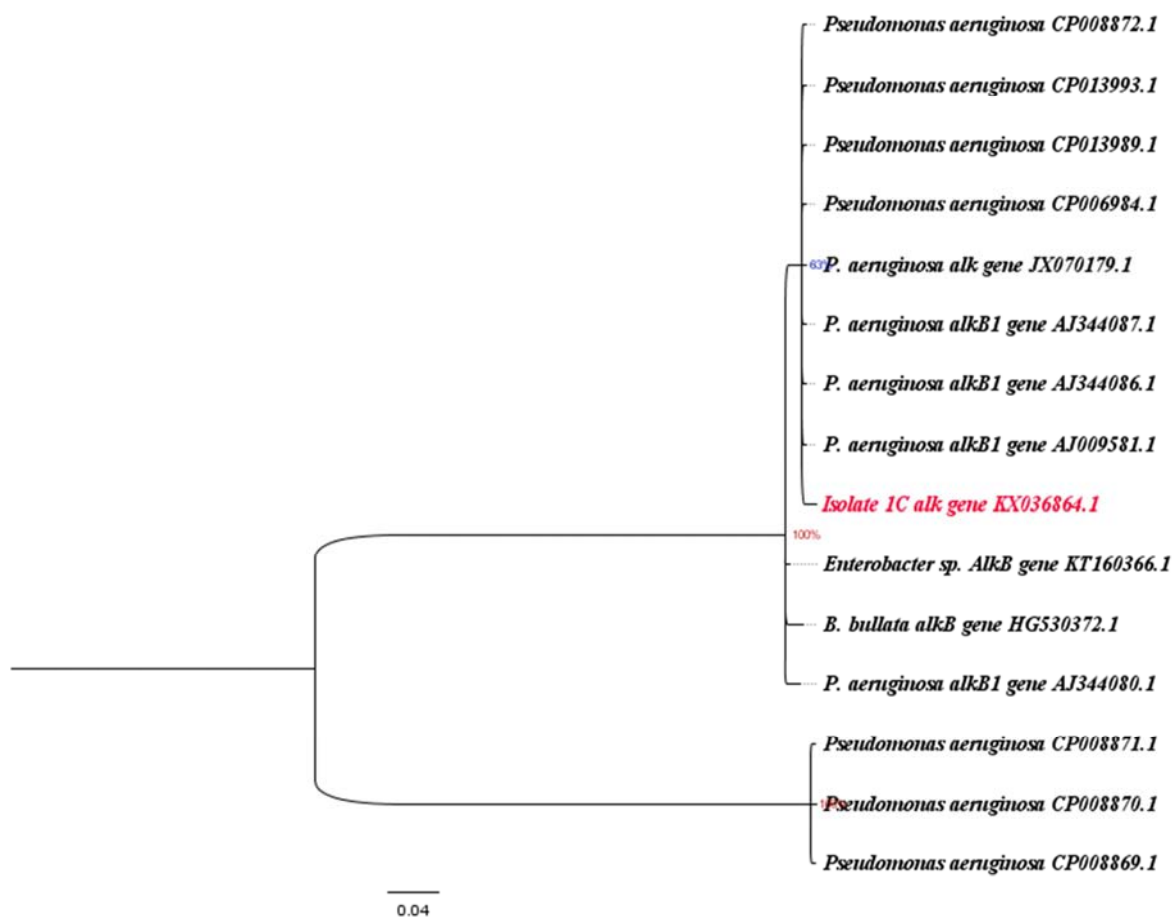 Pseudomonas aeruginosa CP008872.1
Pseudomonas aeruginosa CP013993.1
Pseudomonas aeruginosa CP013989.1
Pseudomonas aeruginosa CP006984.1
63% P. aeruginosa alk gene JX070179.1
P. aeruginosa alkB1 gene AJ344087.1
P. aeruginosa alkB1 gene AJ344086.1
P. aeruginosa alkB1 gene AJ009581.1
Isolate 1C alk gene KX036864.1
100%
Enterobacter sp. AlkB gene KT160366.1
B. bullata alkB gene HG530372.1
P. aeruginosa alkB1 gene AJ344080.1
Pseudomonas aeruginosa CP008871.1
Pseudomonas aeruginosa CP008870.1
Pseudomonas aeruginosa CP008869.1
0.04